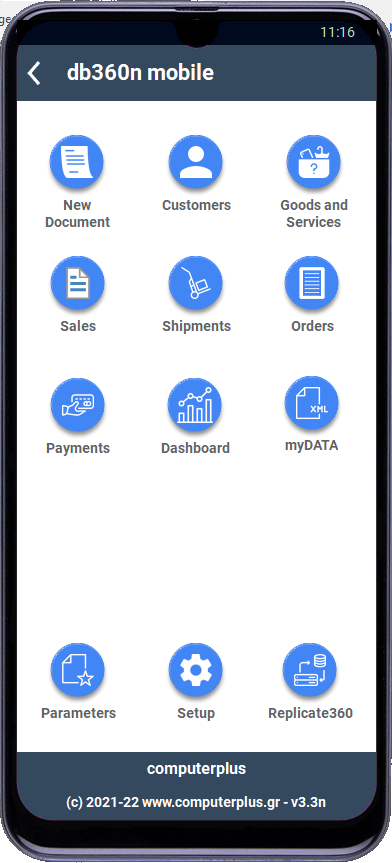 11:16
db360n mobile
New
Document
Customers
Goods and
Services
?
Sales
Shipments
Orders
Payments
Dashboard
XML
myDATA
Parameters
Setup
Replicate360
computerplus
(c) 2021-22 www.computerplus.gr - v3.3n